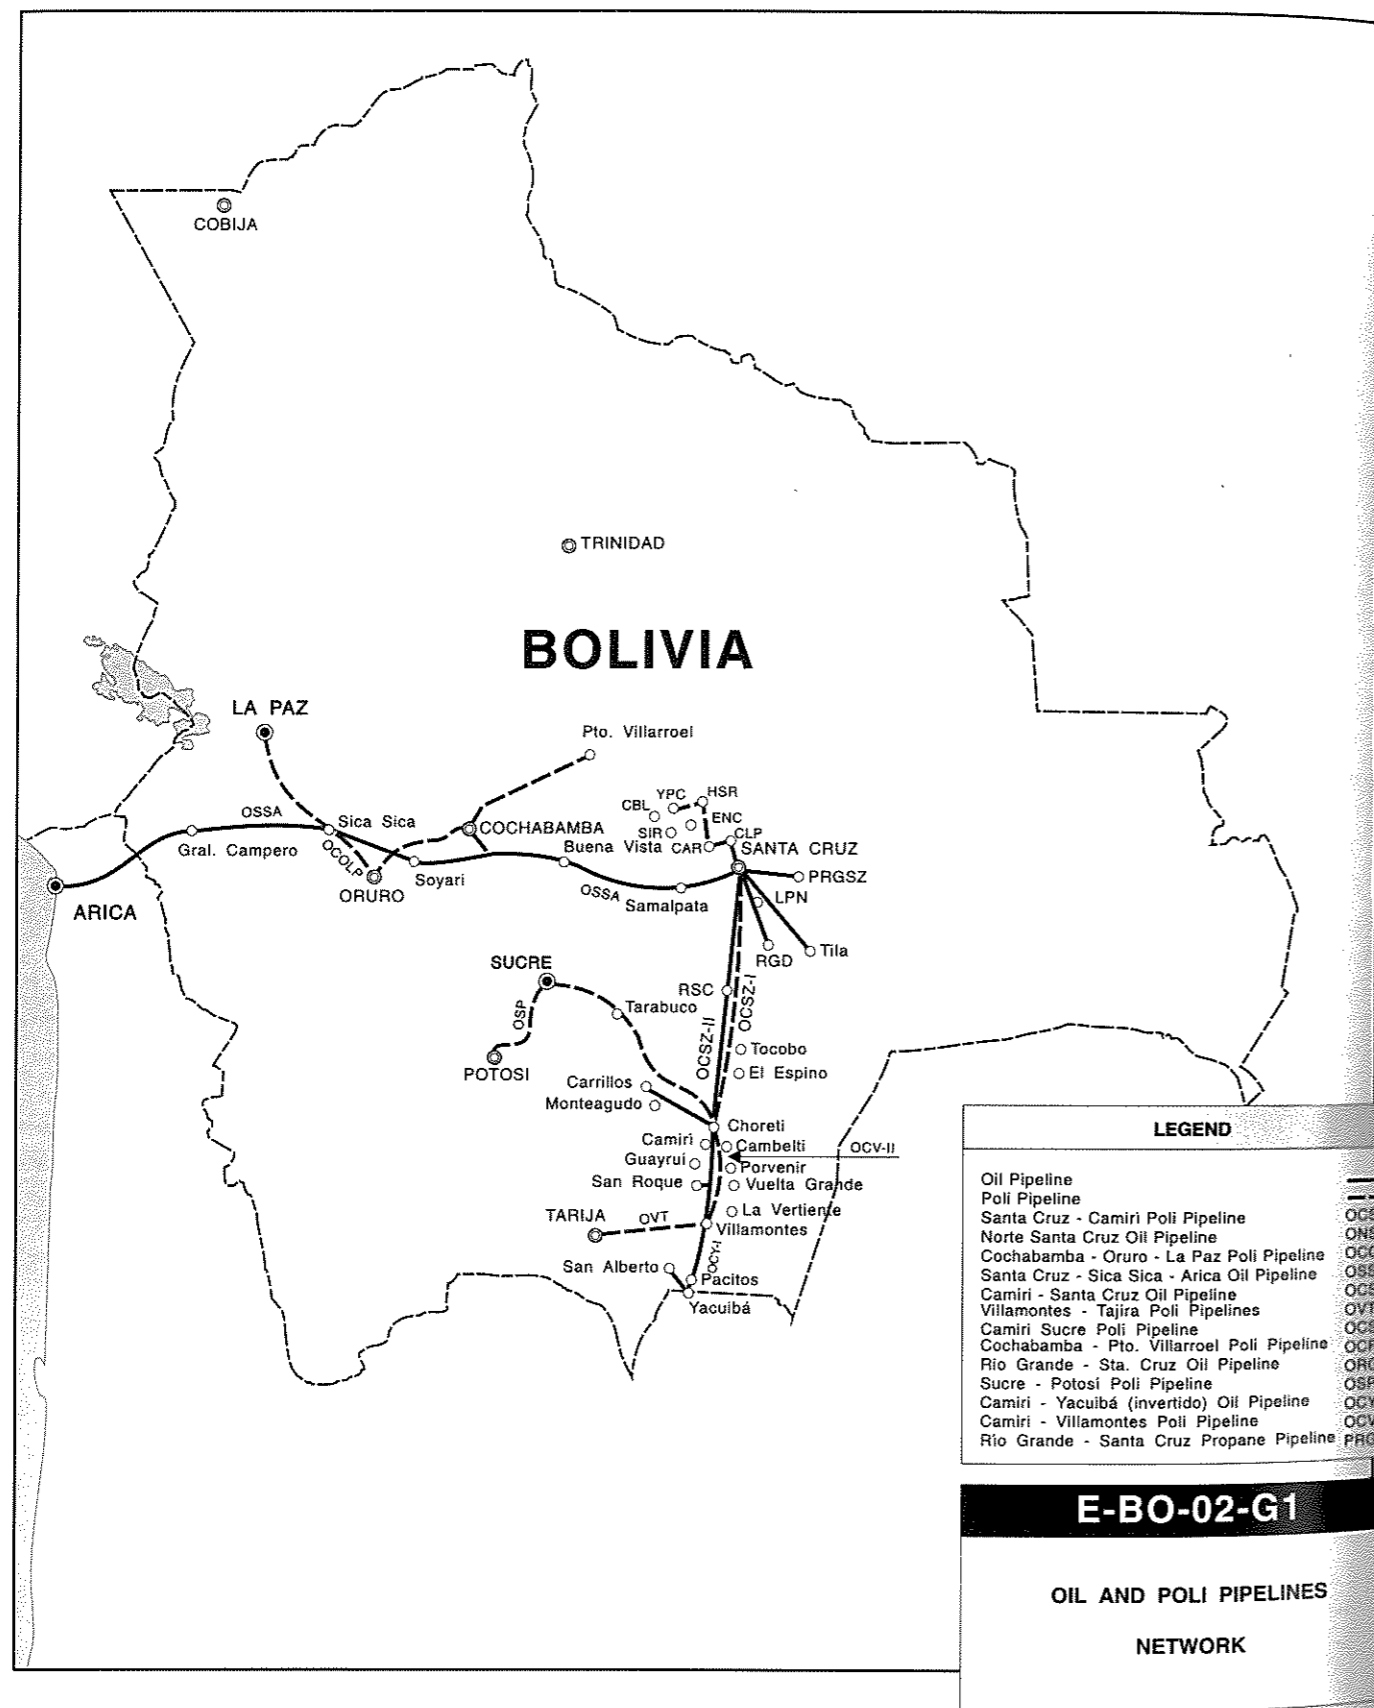 COBIJA
TRINIDAD
BOLIVIA
LA PAZ
Pto. Villarroel
YPC
HSR
CBL
ENC
OSSA
Sica Sica
COCHABAMBA
SIR
CLP
Gral. Campero
OCOLP
Buena Vista
CAR
SANTA CRUZ
Soyari
PRGSZ
ORURO
OSSA
Samalpata
LPN
ARICA
Tila
RGD
SUCRE
RSC
OCSZ-I
OSP
Tarabuco
OCSZ-II
Tocobo
POTOSI
El Espino
Carrillos
Monteagudo
Choreti
Camiri
Cambeiti
OCV-II
Guayrui
Porvenir
San Roque
Vuelta Grande
La Vertiente
TARIJA
OVT
Villamontes
OCY-I
San Alberto
Pacitos
Yacuibá
LEGEND
Oil Pipeline
Poli Pipeline
Santa Cruz - Camiri Poli Pipeline
Norte Santa Cruz Oil Pipeline
Cochabamba - Oruro - La Paz Poli Pipeline
Santa Cruz - Sica Sica - Arica Oil Pipeline
Camiri - Santa Cruz Oil Pipeline
Villamontes - Tajira Poli Pipelines OVT
Camiri Sucre Poli Pipeline
Cochabamba - Pto. Villarroel Poli Pipeline
Rio Grande - Sta. Cruz Oil Pipeline
Sucre - Potosi Poli Pipeline OSP
Camiri - Yacuibá (invertido) Oil Pipeline OCY
Camiri - Villamontes Poli Pipeline OCV
Rio Grande - Santa Cruz Propane Pipeline PRG
E-BO-02-G1
OIL AND POLI PIPELINES
NETWORK